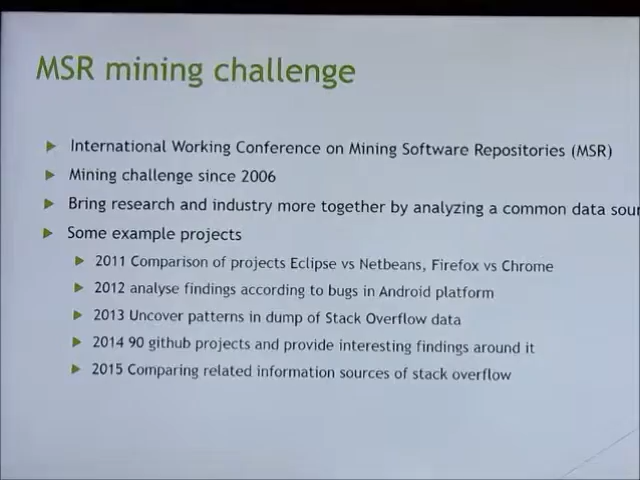 MSR mining challenge
International Working Conference on Mining Software Repositories (MSR)
Mining challenge since 2006
Bring research and industry more together by analyzing a common data sour
Some example projects
2011 Comparison of projects Eclipse vs Netbeans, Firefox vs Chrome
2012 analyse findings according to bugs in Android platform
2013 Uncover patterns in dump of Stack Overflow data
2014 90 github projects and provide interesting findings around it
2015 Comparing related information sources of stack overflow